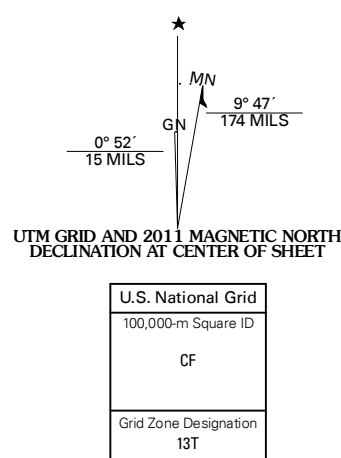 ★
MN
GN
9° 47´
174 MILS
0° 52´
15 MILS
UTM GRID AND 2011 MAGNETIC NORTH
DECLINATION AT CENTER OF SHEET
U.S. National Grid
100,000-m Square ID
CF
Grid Zone Designation
13T